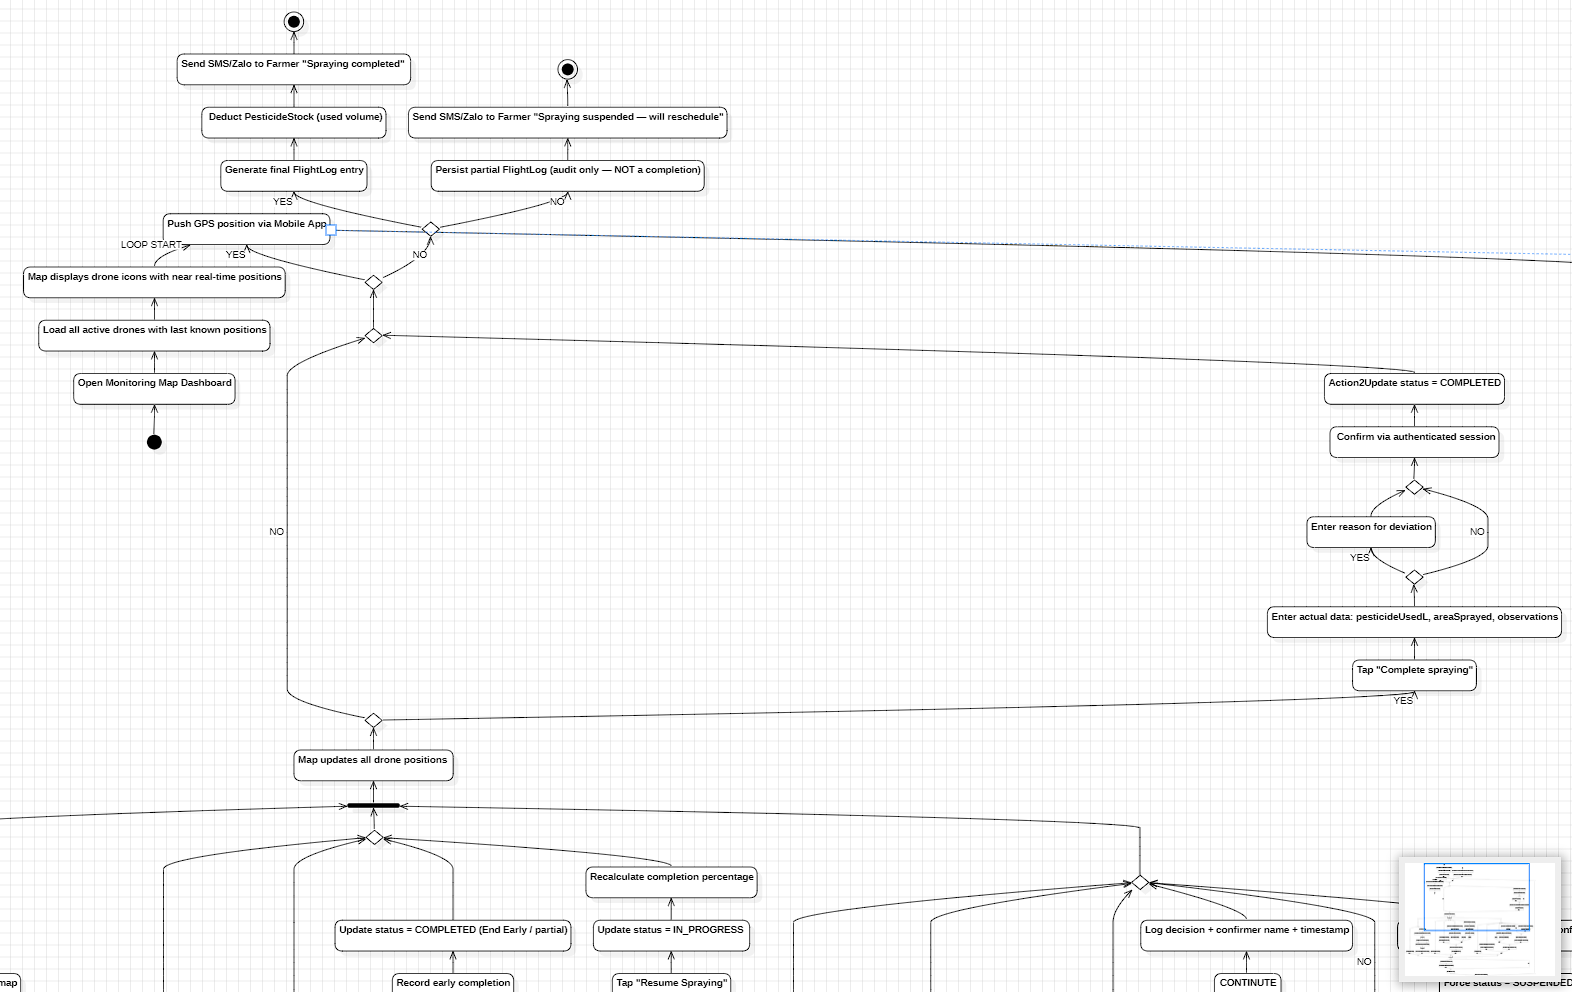 Send SMS/Zalo to Farmer "Spraying completed"
Deduct PesticideStock (used volume)
Send SMS/Zalo to Farmer "Spraying suspended — will reschedule"
Generate final FlightLog entry
Persist partial FlightLog (audit only — NOT a completion)
YES
NO
Push GPS position via Mobile App
LOOP START
YES
NO
Map displays drone icons with near real-time positions
Load all active drones with last known positions
Open Monitoring Map Dashboard
Action2Update status = COMPLETED
Confirm via authenticated session
Enter reason for deviation
NO
NO
YES
Enter actual data: pesticideUsedL, areaSprayed, observations
Tap "Complete spraying"
YES
Map updates all drone positions
Recalculate completion percentage
Update status = COMPLETED (End Early / partial)
Update status = IN_PROGRESS
Log decision + confirmer name + timestamp
NO
map
Record early completion
Tap "Resume Spraying"
CONTINUTE
Force status = SUSPENDED